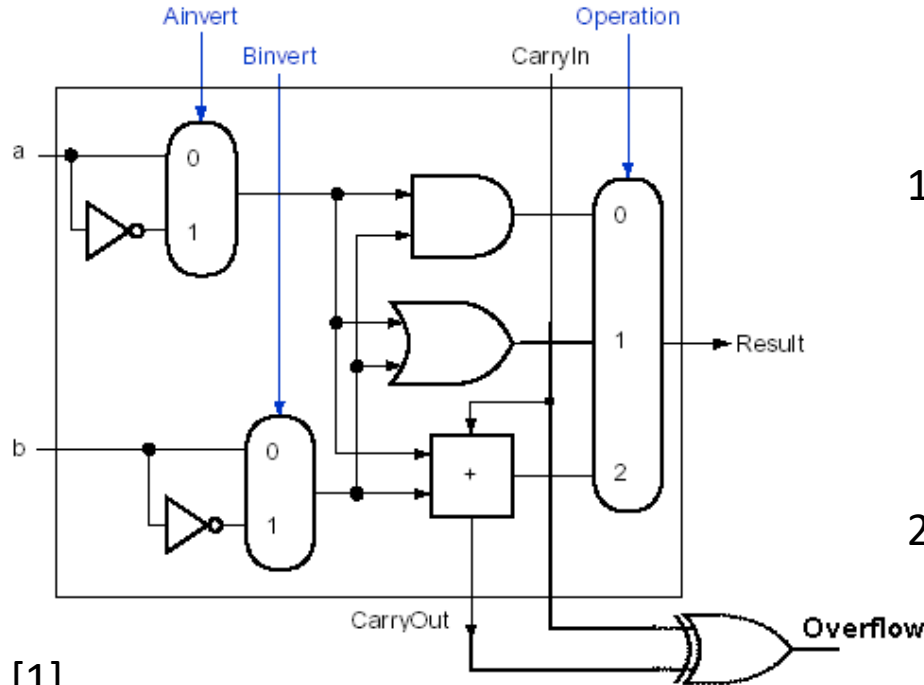 Ainvert
Operation
Binvert
CarryIn
a
0
1
0
1
1
Result
b
0
1
+
2
2
CarryOut
Overflow
[1]